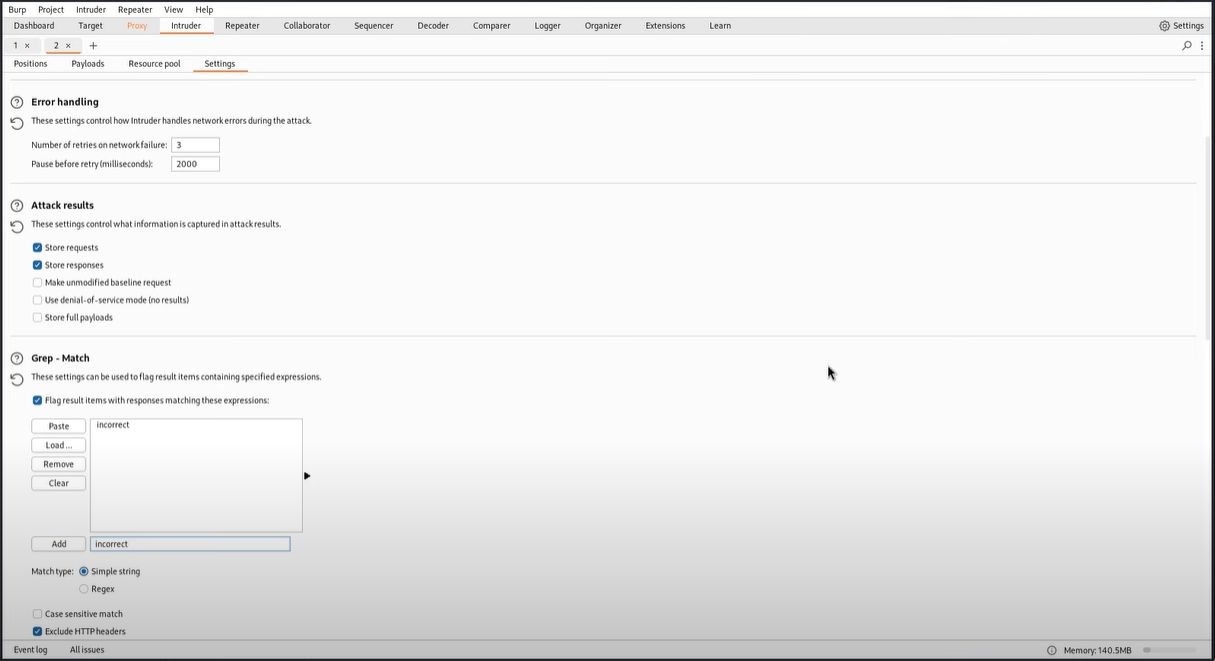 Burp Project Intruder Repeater View Help
Dashboard Target Proxy Intruder Repeater Collaborator Sequencer Decoder Comparer Logger Organizer Extensions Learn Settings
1 × 2 × +
Positions Payloads Resource pool Settings
Error handling
These settings control how Intruder handles network errors during the attack.
Number of retries on network failure: 3
Pause before retry (milliseconds): 2000
Attack results
These settings control what information is captured in attack results.
Store requests
Store responses
Make unmodified baseline request
Use denial-of-service mode (no results)
Store full payloads
Grep - Match
These settings can be used to flag result items containing specified expressions.
Flag result items with responses matching these expressions:
Paste incorrect
Load ...
Remove
Clear
Add incorrect
Match type: Simple string
Regex
Case sensitive match
Exclude HTTP headers
Event log All issues Memory: 140.5MB